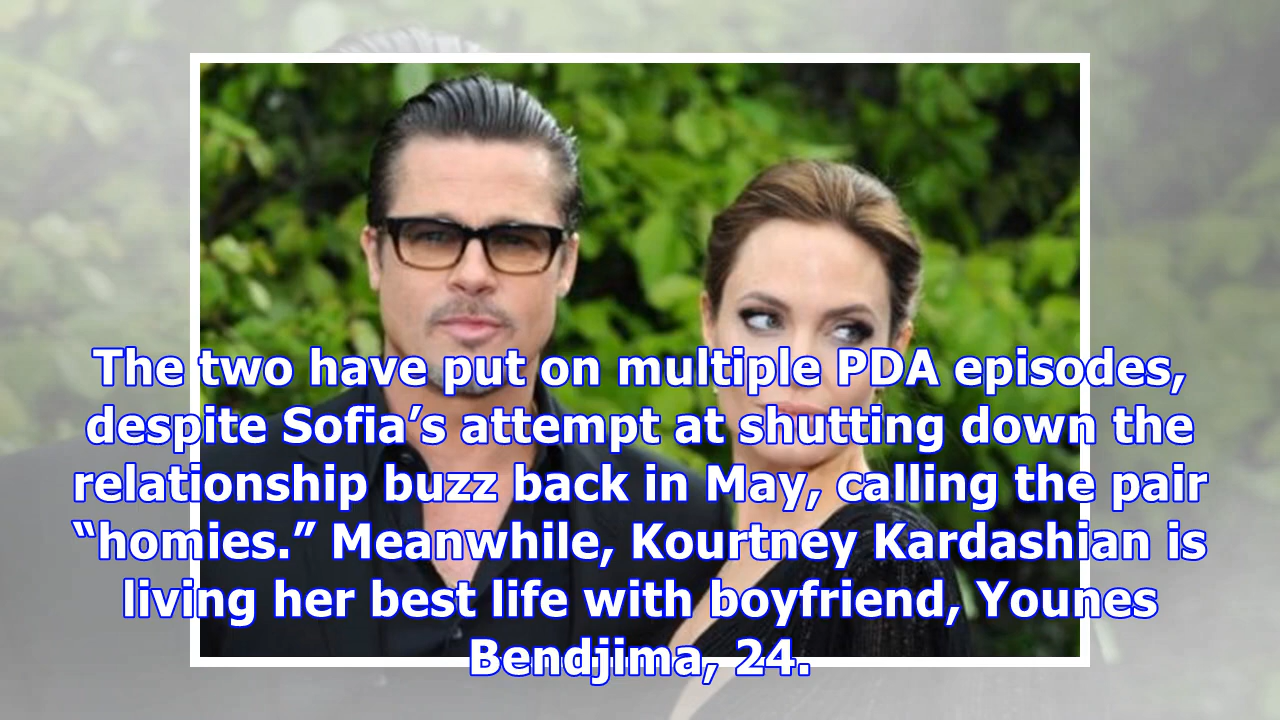 The two have put on multiple PDA episodes,
despite Sofia’s attempt at shutting down the
relationship buzz back in May, calling the pair
“homies.” Meanwhile, Kourtney Kardashian is
living her best life with boyfriend, Younes
Bendjima, 24.